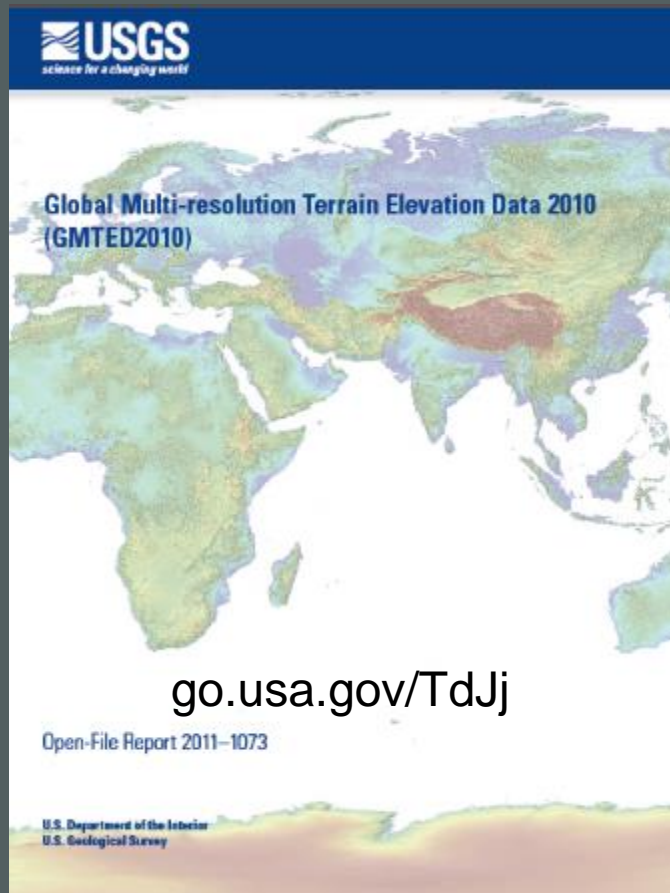 USGS
science for a changing world
Global Multi-resolution Terrain Elevation Data 2010
(GMTED2010)
go.usa.gov/TdJj
Open-File Report 2011–1073
U.S. Department of the Interior
U.S. Geological Survey